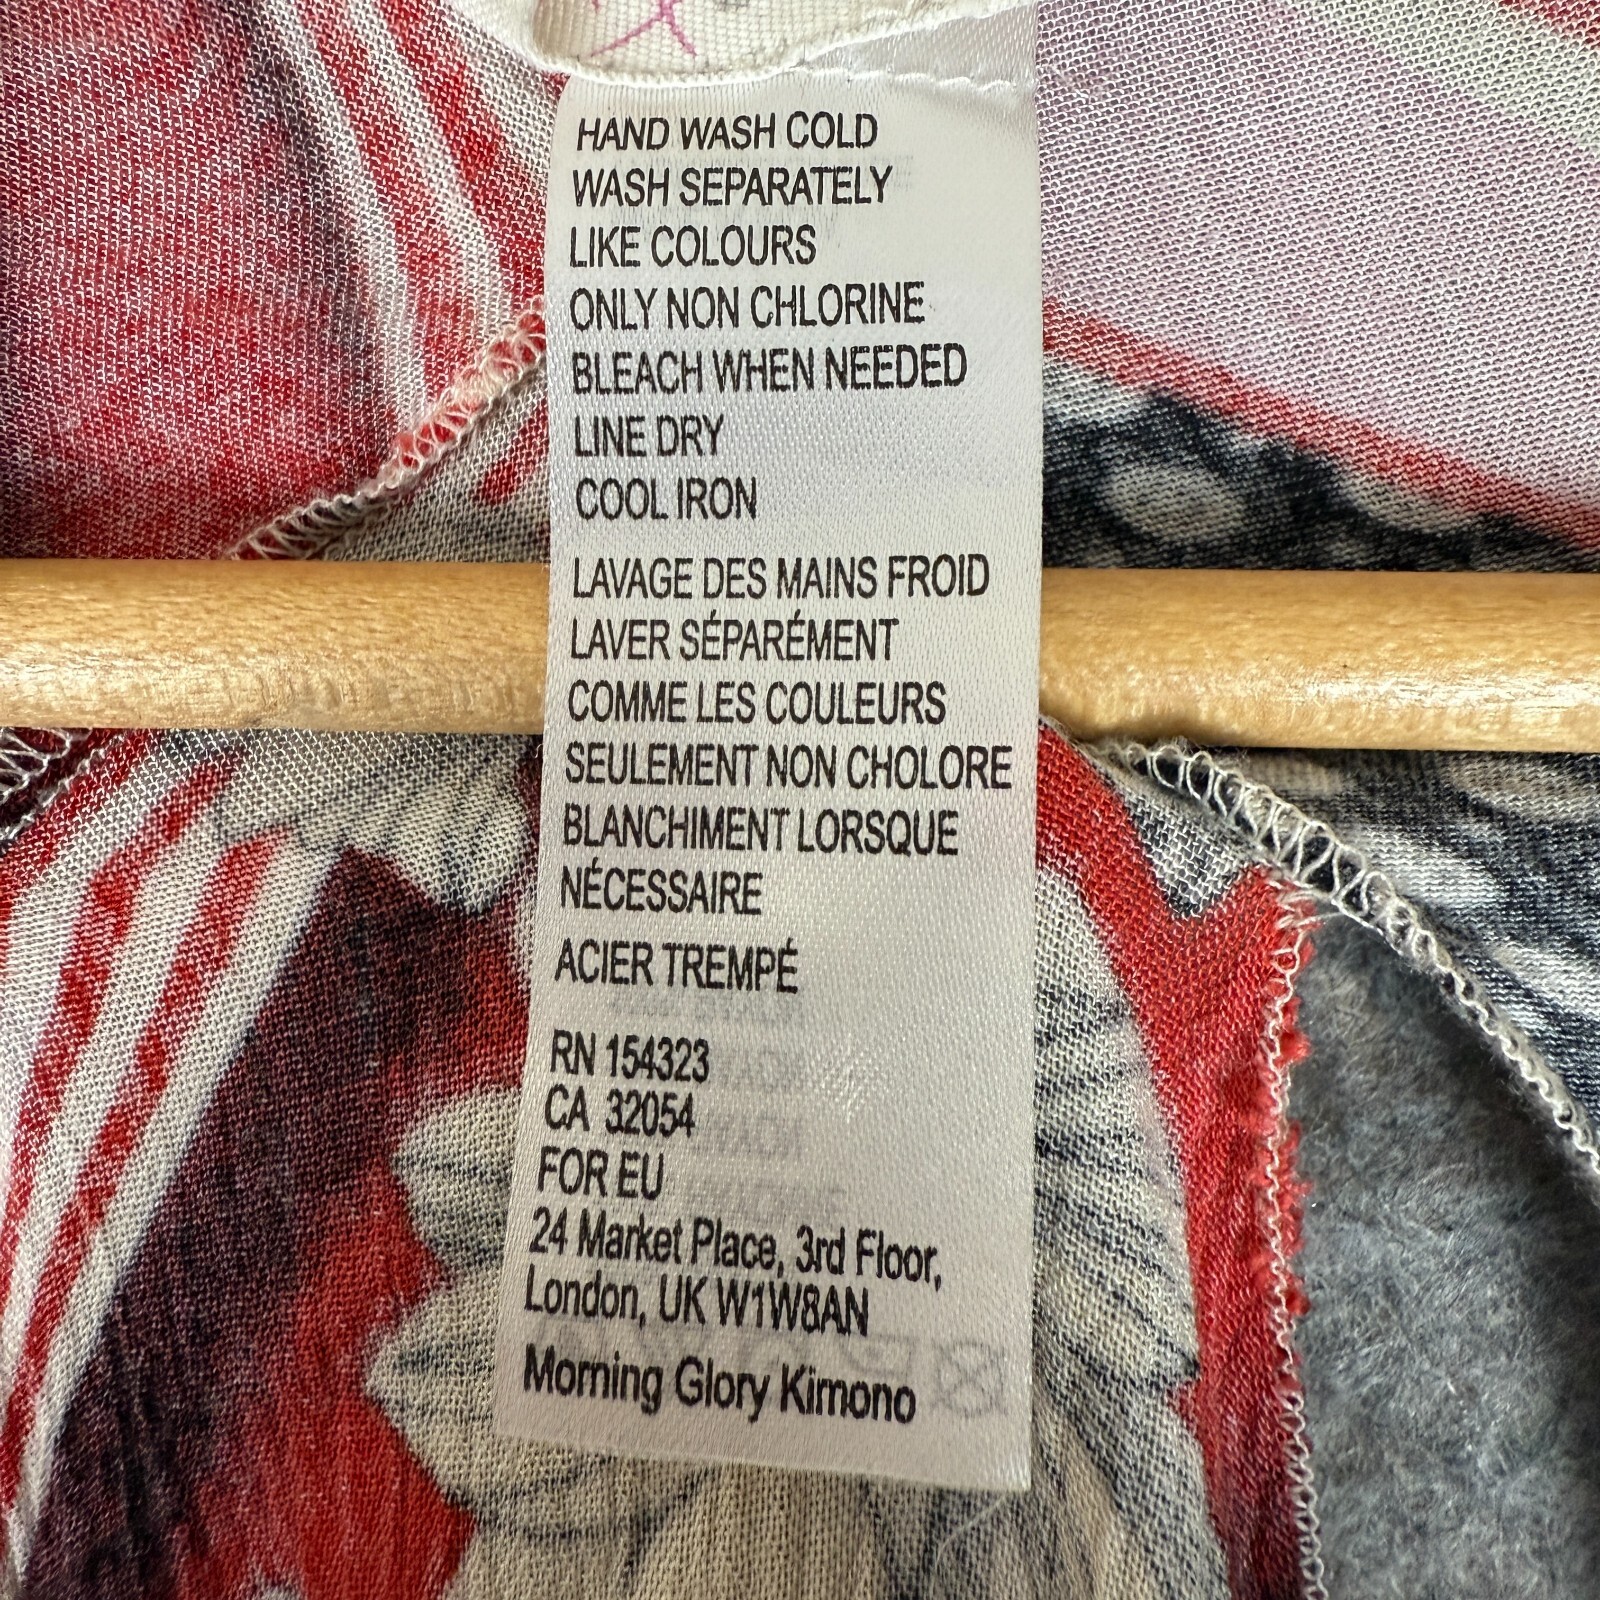 HAND WASH COLD
WASH SEPARATELY
LIKE COLOURS
ONLY NON CHLORINE
BLEACH WHEN NEEDED
LINE DRY
COOL IRON
LAVAGE DES MAINS FROID
LAVER SÉPARÉMENT
COMME LES COULEURS
SEULEMENT NON CHOLORE
BLANCHIMENT LORSQUE
NÉCESSAIRE
ACIER TREMPÉ
RN 154323
CA 32054
FOR EU
24 Market Place, 3rd Floor,
London, UK W1W8AN
Morning Glory Kimono